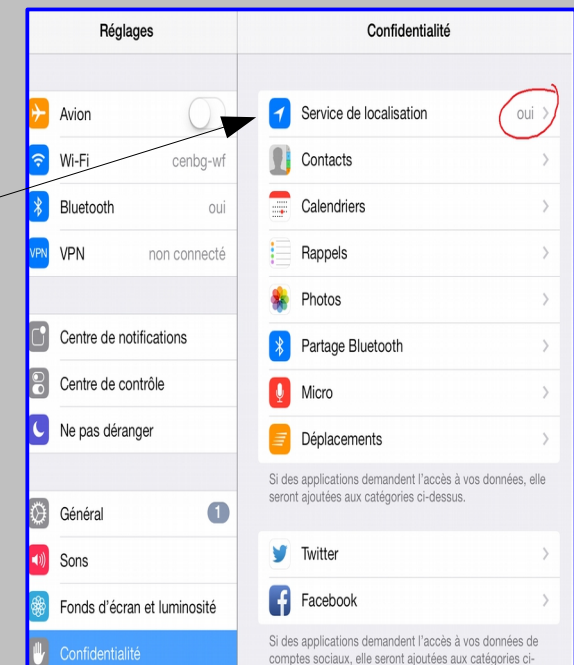 Réglages
Avion
Wi-Fi cenbg-wf
Bluetooth oui
VPN VPN non connecté
Centre de notifications
Centre de contrôle
Ne pas déranger
Général 1
Sons
Fonds d'écran et luminosité
Confidentialité
Confidentialité
Service de localisation oui
Contacts
Calendriers
Rappels
Photos
Partage Bluetooth
Micro
Déplacements
Si des applications demandent l'accès à vos données, elle
seront ajoutées aux catégories ci-dessus.
Twitter
Facebook
Si des applications demandent l'accès à vos données de
comptes sociaux, elle seront ajoutées aux catégories ci-